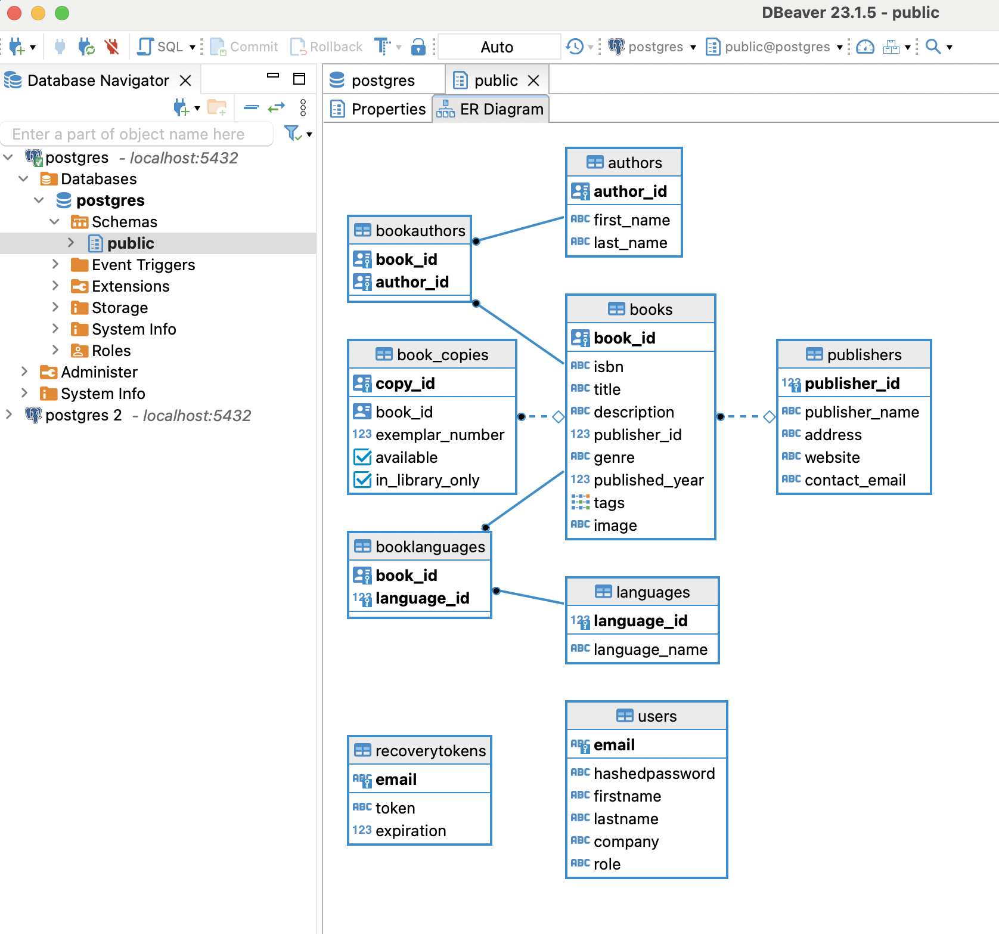 DBeaver 23.1.5 - public
SQL
Commit
Rollback
Auto
postgres
public@postgres
Database Navigator
Enter a part of object name here
postgres - localhost:5432
Databases
postgres
Schemas
public
Event Triggers
Extensions
Storage
System Info
Roles
Administer
System Info
postgres 2 - localhost:5432
postgres
public
Properties
ER Diagram
authors
author_id
ABC first_name
ABC last_name
bookauthors
book_id
author_id
books
book_id
ABC isbn
ABC title
ABC description
123 publisher_id
ABC genre
123 published_year
tags
ABC image
book_copies
copy_id
book_id
123 exemplar_number
available
in_library_only
publishers
123 publisher_id
ABC publisher_name
ABC address
ABC website
ABC contact_email
booklanguages
book_id
123 language_id
languages
123 language_id
ABC language_name
users
ABC email
ABC hashedpassword
ABC firstname
ABC lastname
ABC company
ABC role
recoverytokens
ABC email
ABC token
123 expiration